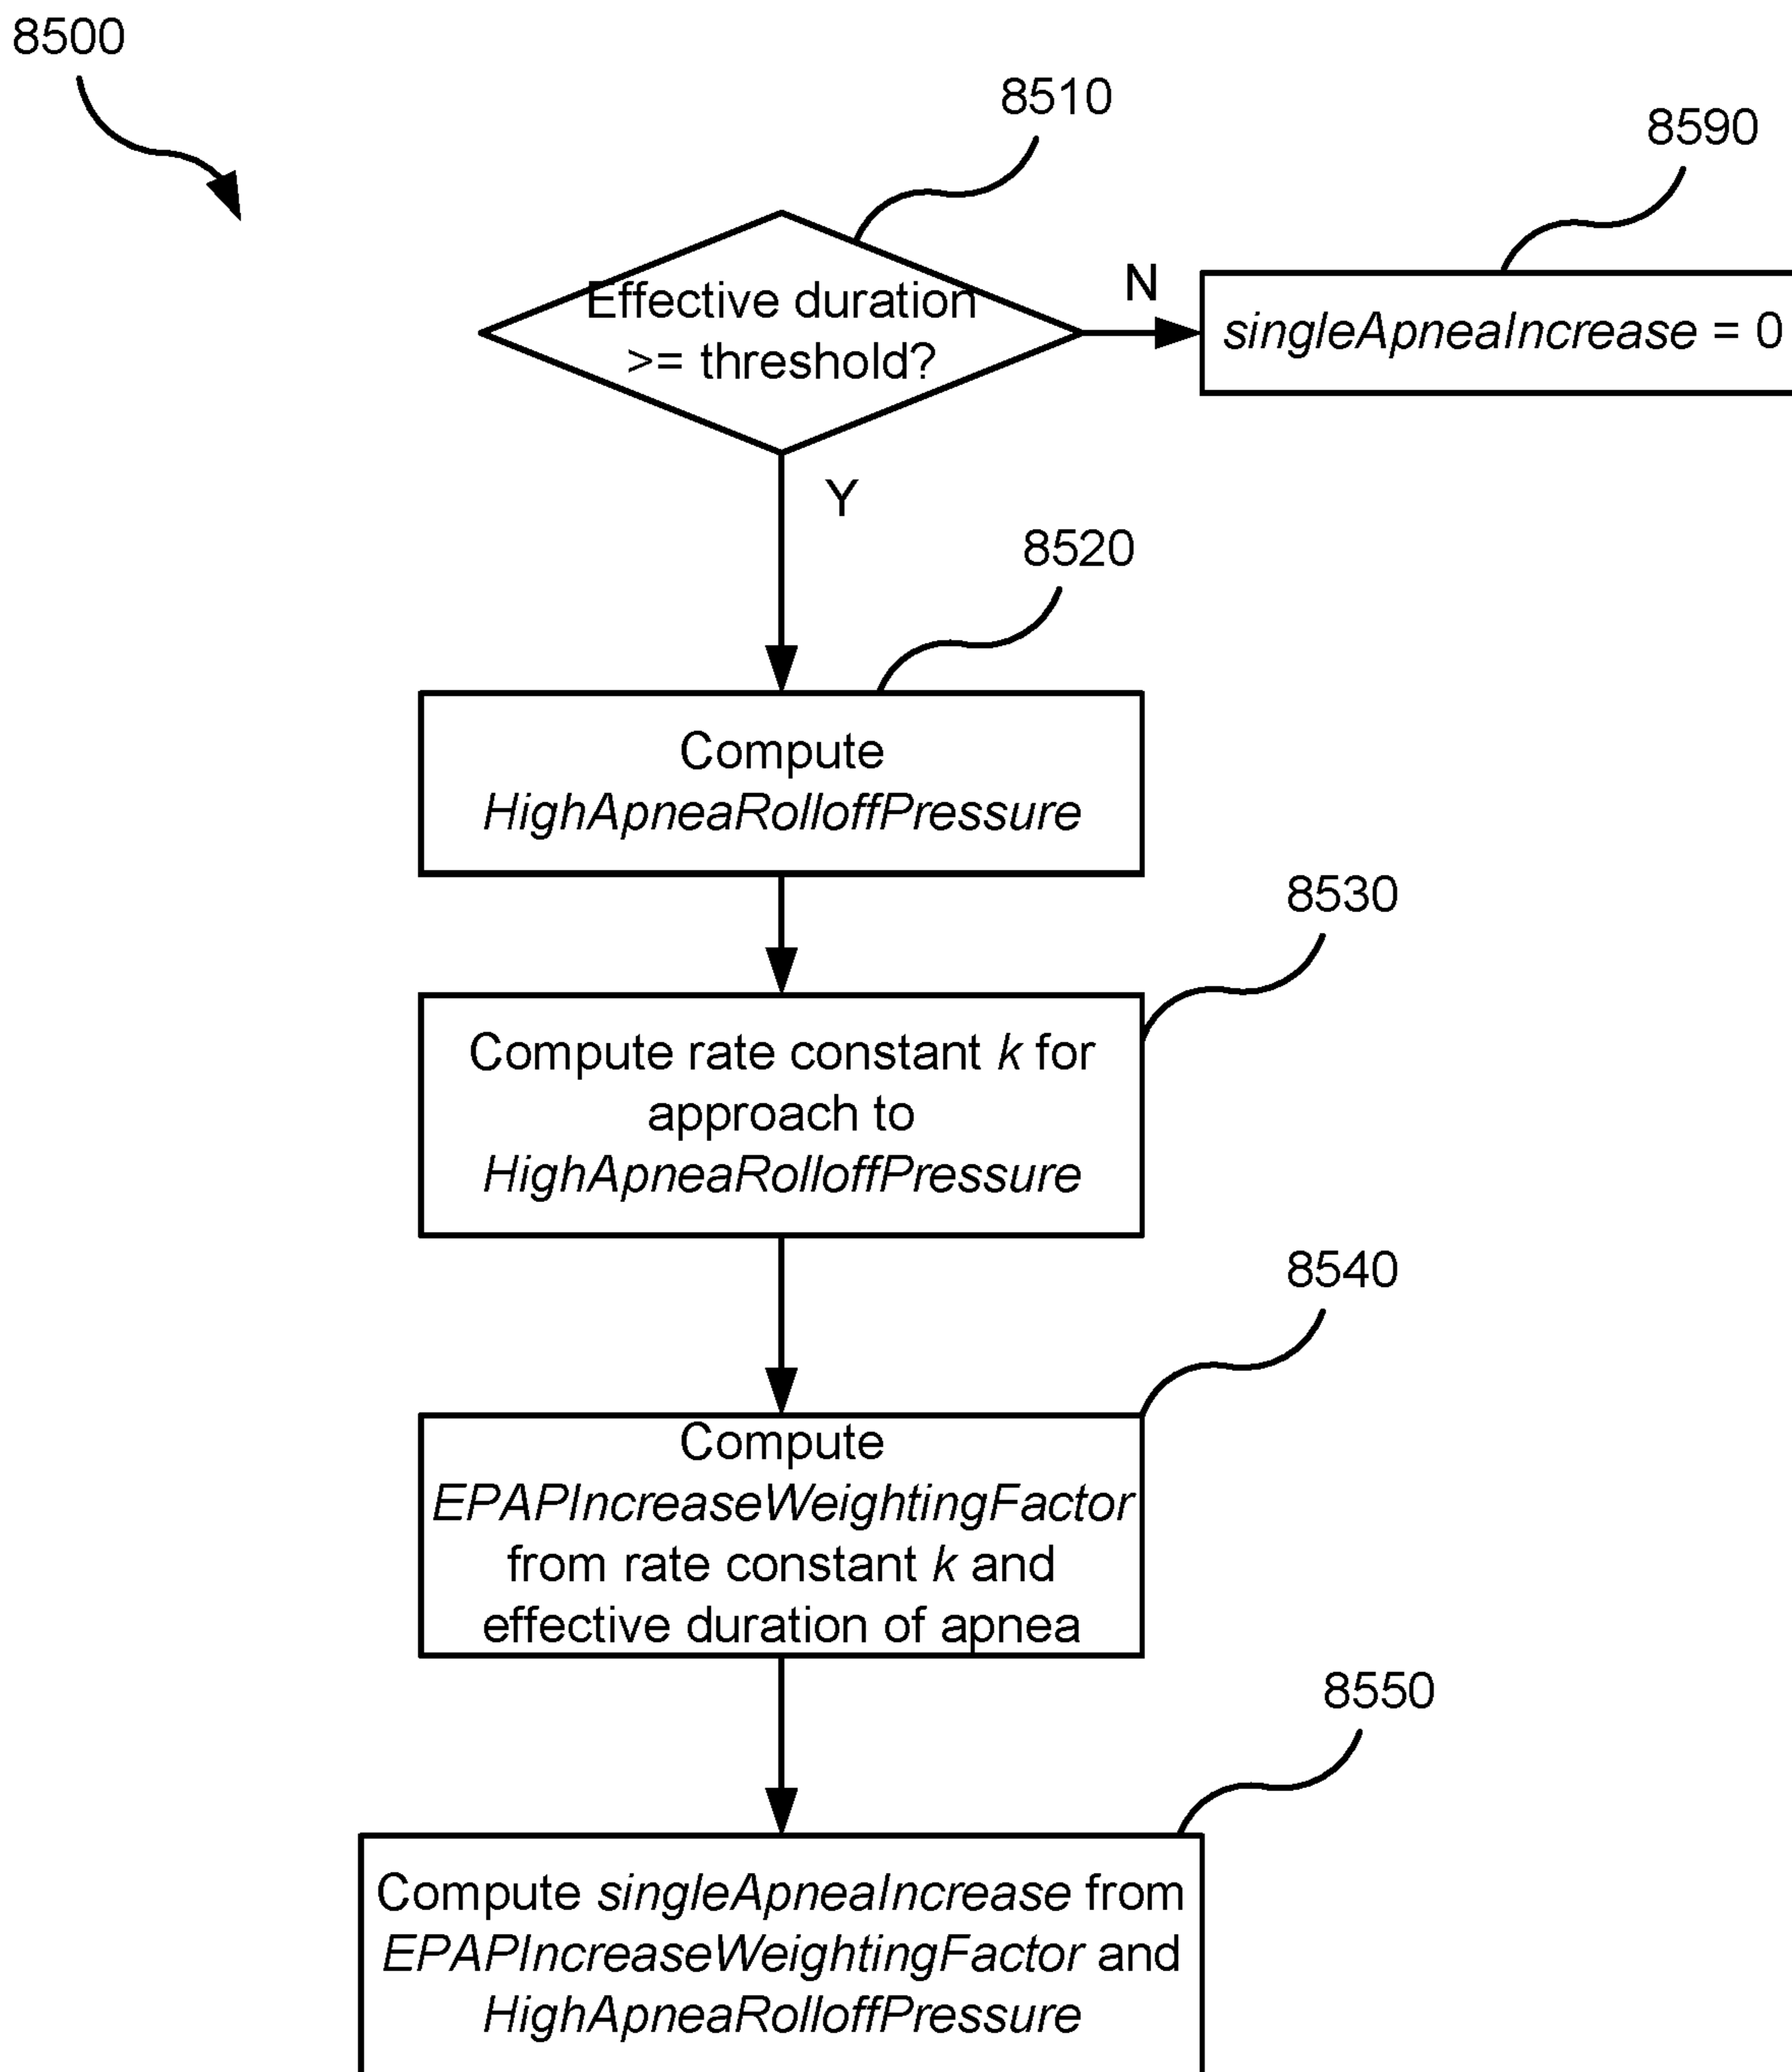 8500
8510
8590
Effective duration
>= threshold?
N
singleApneaIncrease = 0
Y
8520
Compute
HighApneaRolloffPressure
8530
Compute rate constant k for
approach to
HighApneaRolloffPressure
8540
Compute
EPAPIncreaseWeightingFactor
from rate constant k and
effective duration of apnea
8550
Compute singleApneaIncrease from
EPAPIncreaseWeightingFactor and
HighApneaRolloffPressure